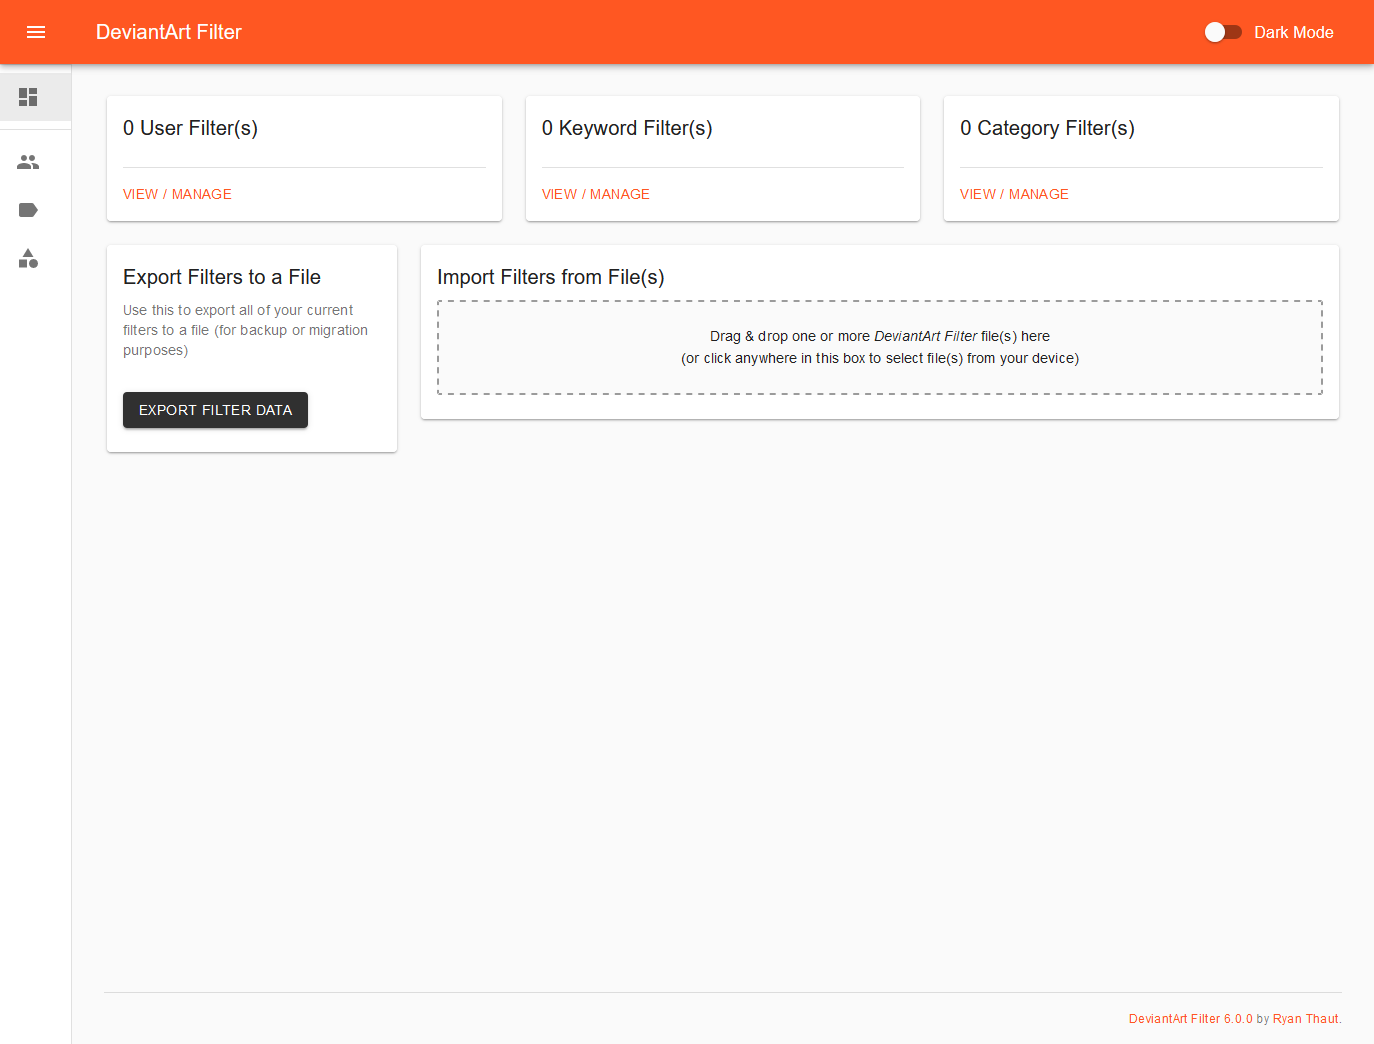 DeviantArt Filter
Dark Mode
0 User Filter(s)
VIEW / MANAGE
0 Keyword Filter(s)
VIEW / MANAGE
0 Category Filter(s)
VIEW / MANAGE
Export Filters to a File
Use this to export all of your current
filters to a file (for backup or migration
purposes)
EXPORT FILTER DATA
Import Filters from File(s)
Drag & drop one or more DeviantArt Filter file(s) here
(or click anywhere in this box to select file(s) from your device)
DeviantArt Filter 6.0.0 by Ryan Thaut.